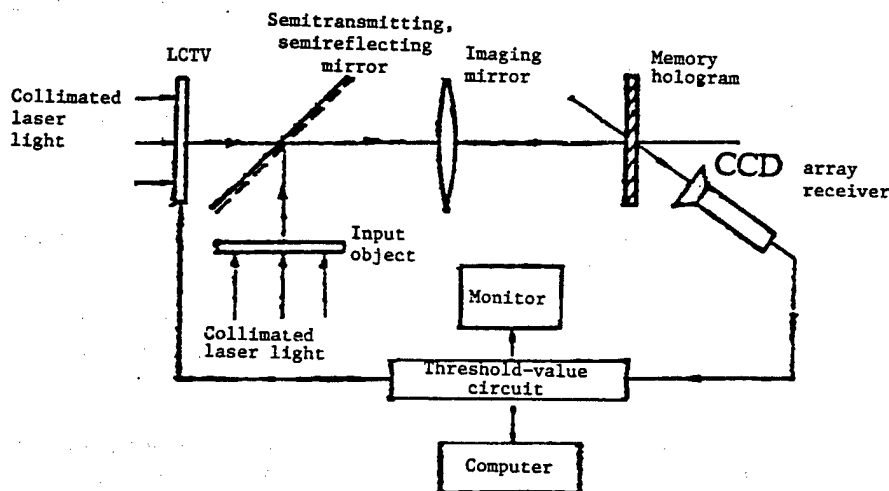 Semitransmitting,
semireflecting
mirror
LCTV
Imaging
mirror
Memory
hologram
Collimated
laser
light
CCD array
receiver
Input
object
Collimated
laser light
Monitor
Threshold-value
circuit
Computer